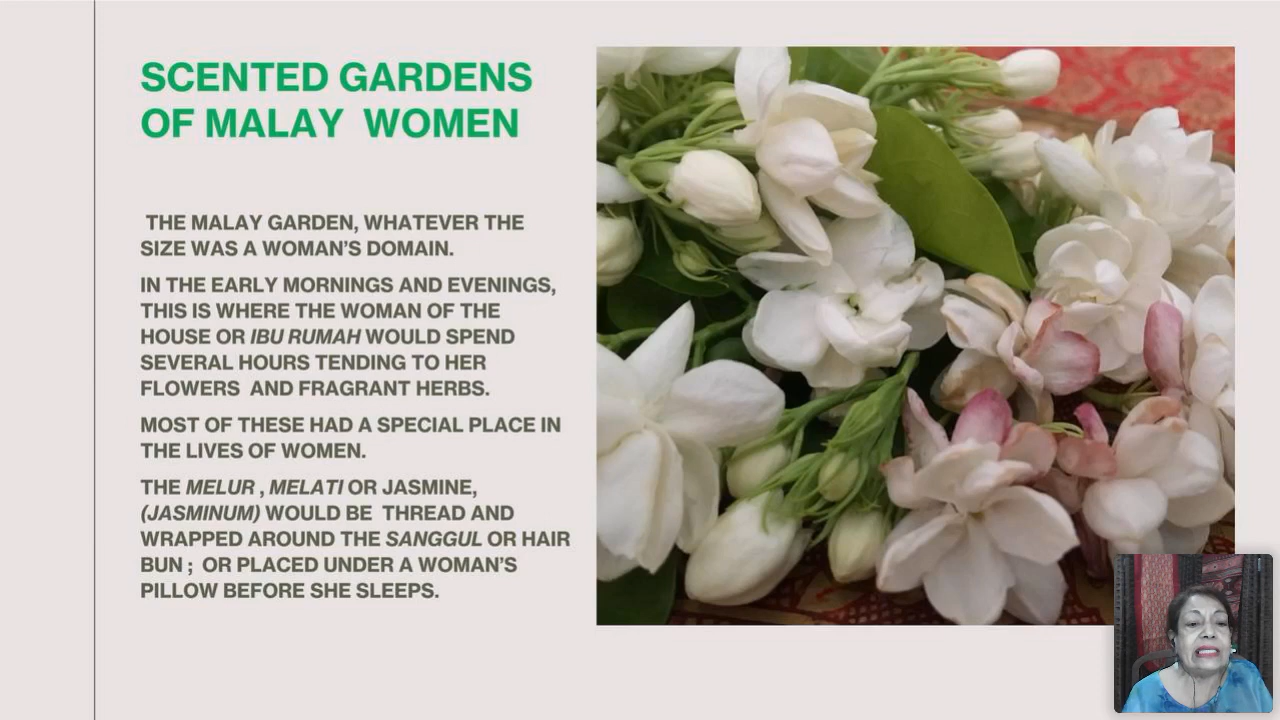 SCENTED GARDENS
OF MALAY WOMEN
THE MALAY GARDEN, WHATEVER THE
SIZE WAS A WOMAN'S DOMAIN.
IN THE EARLY MORNINGS AND EVENINGS,
THIS IS WHERE THE WOMAN OF THE
HOUSE OR IBU RUMAH WOULD SPEND
SEVERAL HOURS TENDING TO HER
FLOWERS AND FRAGRANT HERBS.
MOST OF THESE HAD A SPECIAL PLACE IN
THE LIVES OF WOMEN.
THE MELUR , MELATI OR JASMINE,
(JASMINUM) WOULD BE THREAD AND
WRAPPED AROUND THE SANGGUL OR HAIR
BUN ; OR PLACED UNDER A WOMAN'S
PILLOW BEFORE SHE SLEEPS.